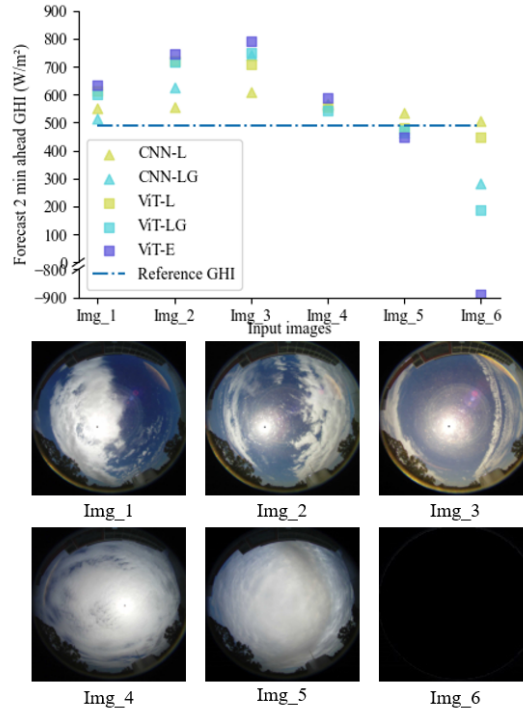 Forecast 2 min ahead GHI (W/m²)
900
800
700
600
500
400
300
200
100
0
−800
−900
CNN-L
CNN-LG
ViT-L
ViT-LG
ViT-E
Reference GHI
Img_1 Img_2 Img_3 Img_4 Img_5 Img_6
Input images
Img_1 Img_2 Img_3
Img_4 Img_5 Img_6